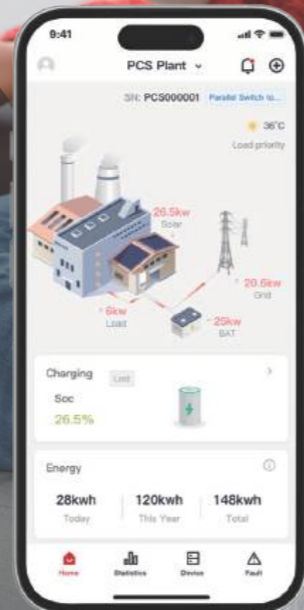 9:41
PCS Plant
SN: PCS000001 Parallel Switch to...
36°C
Load priority
26.5kw
Solar
20.6kw
Grid
6kw
Load
25kw
BAT
Charging
Soc
26.5%
Energy
28kwh 120kwh 148kwh
Today This Year Total
Home Statistics Device Fault